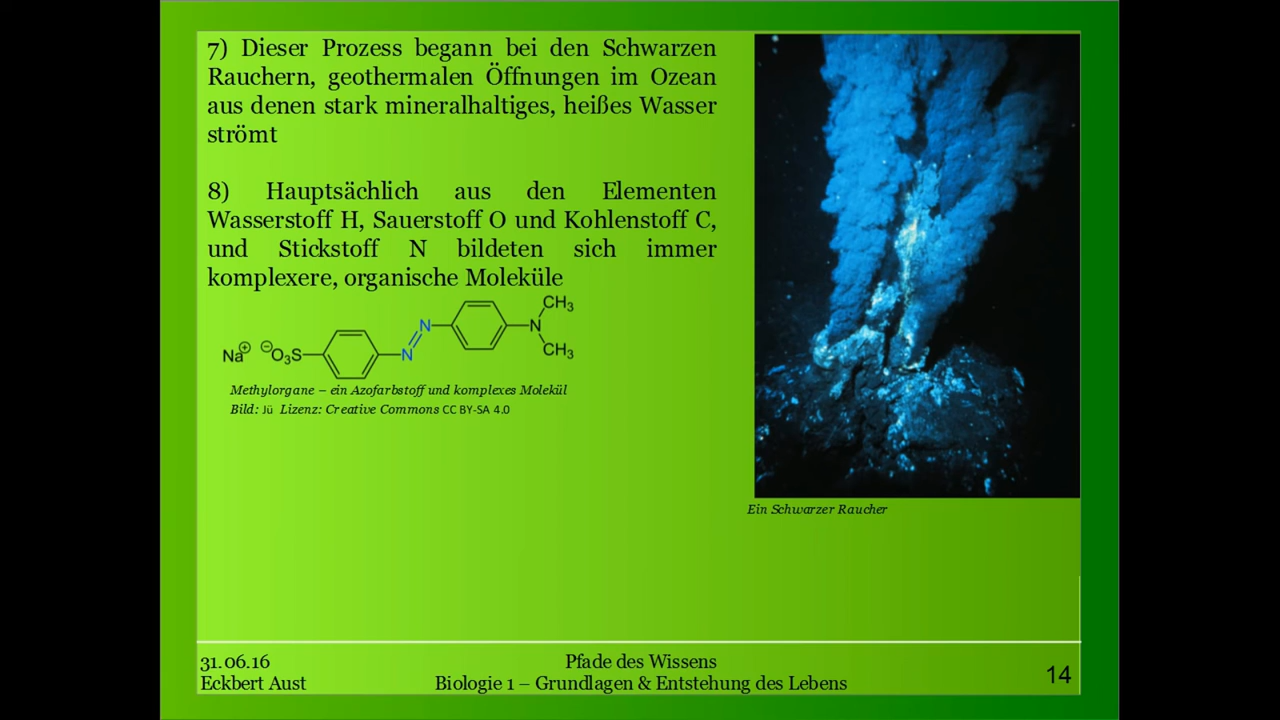 7) Dieser Prozess begann bei den Schwarzen
Rauchern, geothermalen Öffnungen im Ozean
aus denen stark mineralhaltiges, heißes Wasser
strömt
8) Hauptsächlich aus den Elementen
Wasserstoff H, Sauerstoff O und Kohlenstoff C,
und Stickstoff N bildeten sich immer
komplexere, organische Moleküle
Na⊕ ⊖O₃S N N N CH₃ CH₃
Methylorgane – ein Azofarbstoff und komplexes Molekül
Bild: Jü Lizenz: Creative Commons CC BY-SA 4.0
Ein Schwarzer Raucher
31.06.16
Eckbert Aust
Pfade des Wissens
Biologie 1 – Grundlagen & Entstehung des Lebens
14